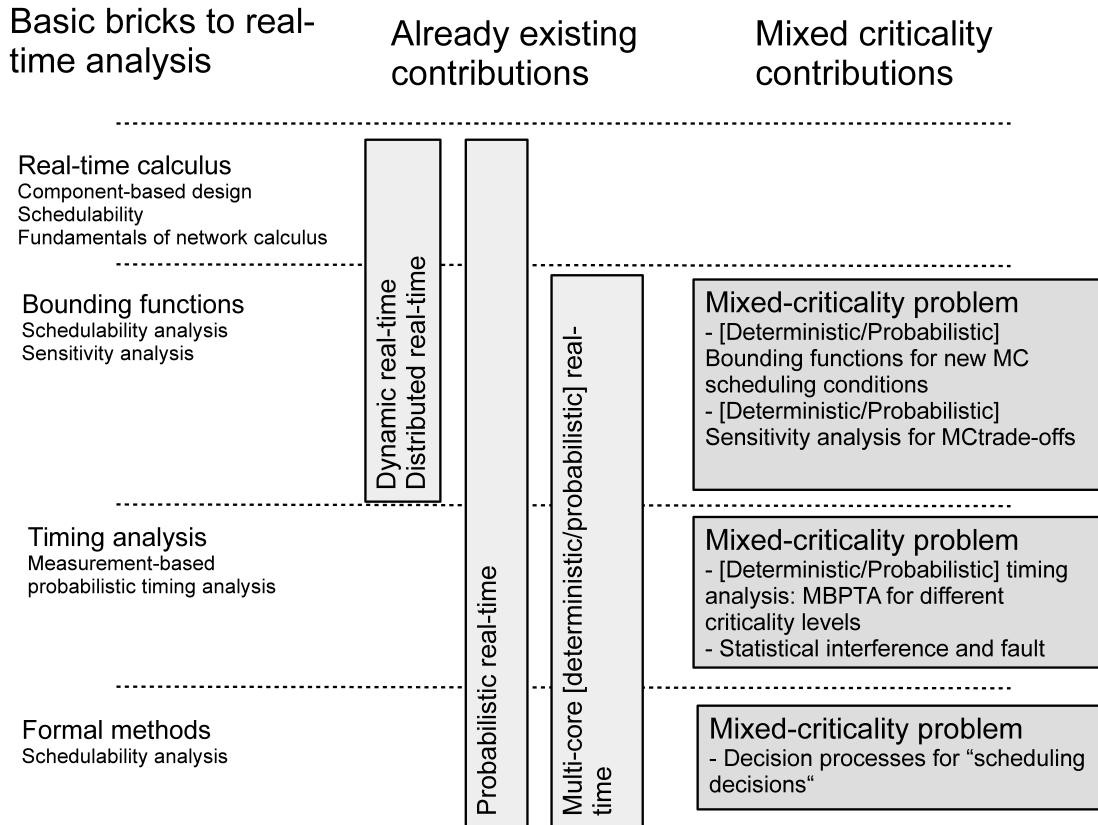 Basic bricks to real-
time analysis
Already existing
contributions
Mixed criticality
contributions
Real-time calculus
Component-based design
Schedulability
Fundamentals of network calculus
Bounding functions
Schedulability analysis
Sensitivity analysis
Timing analysis
Measurement-based
probabilistic timing analysis
Formal methods
Schedulability analysis
Dynamic real-time
Distributed real-time
Probabilistic real-time
Multi-core [deterministic/probabilistic] real-
time
Mixed-criticality problem
- [Deterministic/Probabilistic]
Bounding functions for new MC
scheduling conditions
- [Deterministic/Probabilistic]
Sensitivity analysis for MCtrade-offs
Mixed-criticality problem
- [Deterministic/Probabilistic] timing
analysis: MBPTA for different
criticality levels
- Statistical interference and fault
Mixed-criticality problem
- Decision processes for “scheduling
decisions“